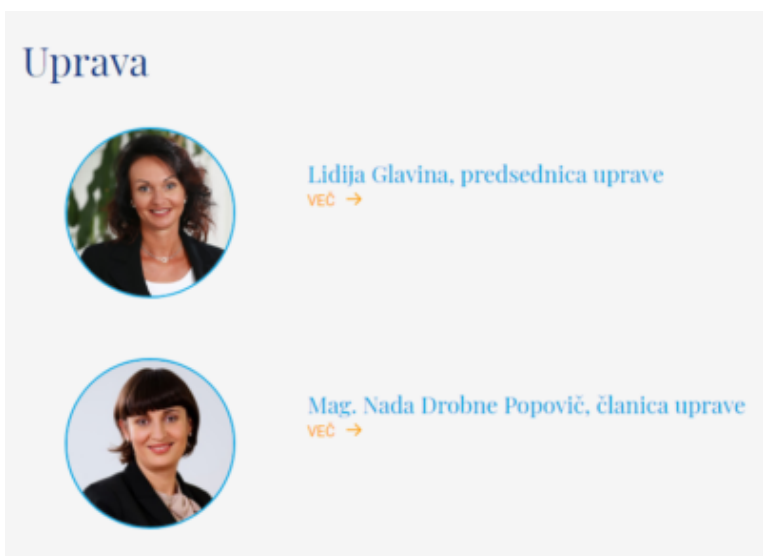 Uprava
Lidija Glavina, predsednica uprave
VEČ →
Mag. Nada Drobne Popovič, članica uprave
VEČ →